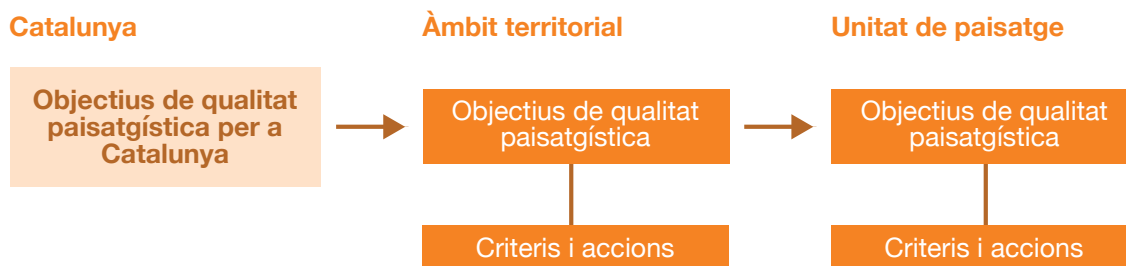 Catalunya
Objectius de qualitat
paisatgística per a
Catalunya
Àmbit territorial
Objectius de qualitat
paisatgística
Criteris i accions
Unitat de paisatge
Objectius de qualitat
paisatgística
Criteris i accions